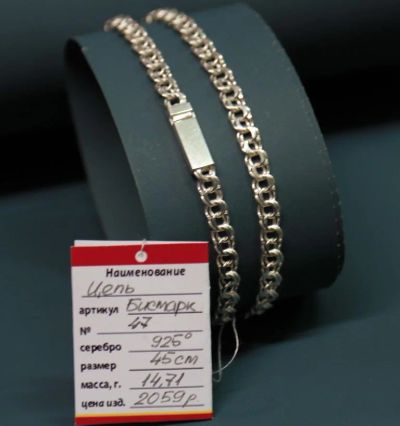 Наименование
Цепь
артикул Бисмарк
№ 47
серебро 925°
размер 45см
масса, г. 14,71
цена изд. 2059р.